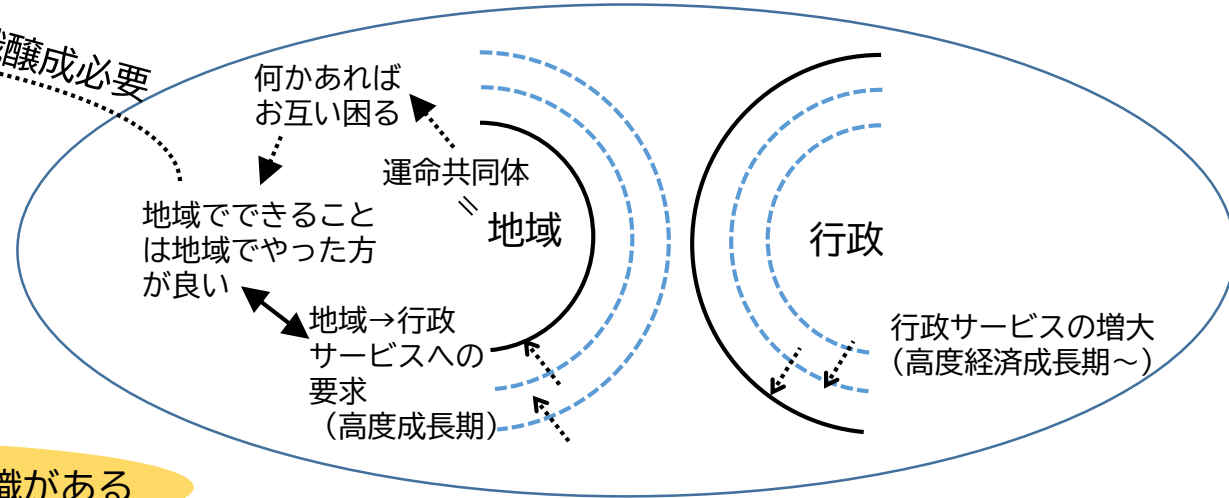 醸成必要
何かあれば
お互い困る
運命共同体
＝
地域
地域でできること
は地域でやった方
が良い
地域→行政
サービスへの
要求
（高度成長期）
行政
行政サービスの増大
（高度経済成長期～）
識がある